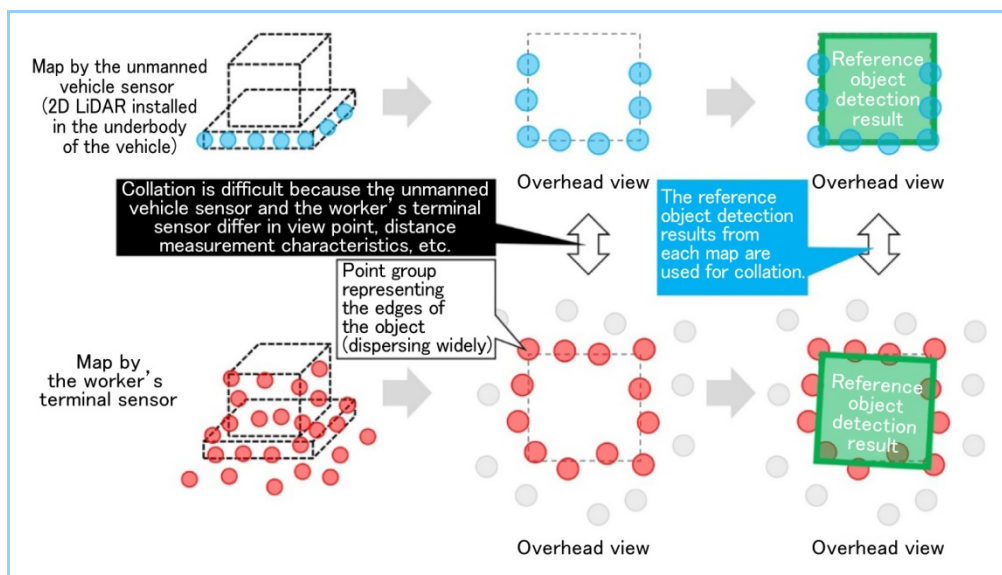 Map by the unmanned
vehicle sensor
(2D LiDAR installed
in the underbody
of the vehicle)
Overhead view
Reference
object
detection
result
Overhead view
Collation is difficult because the unmanned
vehicle sensor and the worker's terminal
sensor differ in view point, distance
measurement characteristics, etc.
The reference
object detection
results from
each map are
used for collation.
Point group
representing
the edges of
the object
(dispersing widely)
Map by
the worker's
terminal sensor
Overhead view
Reference
object
detection
result
Overhead view